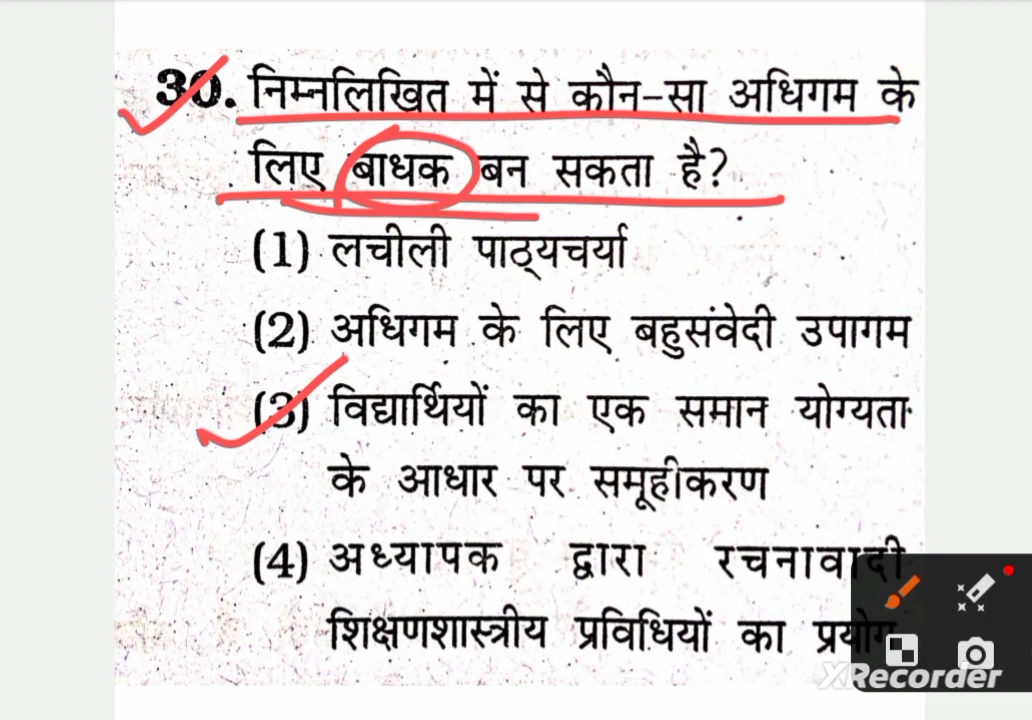 30. निम्नलिखित में से कौन-सा अधिगम के
लिए बाधक बन सकता है?
(1) लचीली पाठ्यचर्या
(2) अधिगम के लिए बहुसंवेदी उपागम
(3) विद्यार्थियों का एक समान योग्यता
के आधार पर समूहीकरण
(4) अध्यापक द्वारा रचनावादी
शिक्षणशास्त्रीय प्रविधियों का प्रयोग
XRecorder